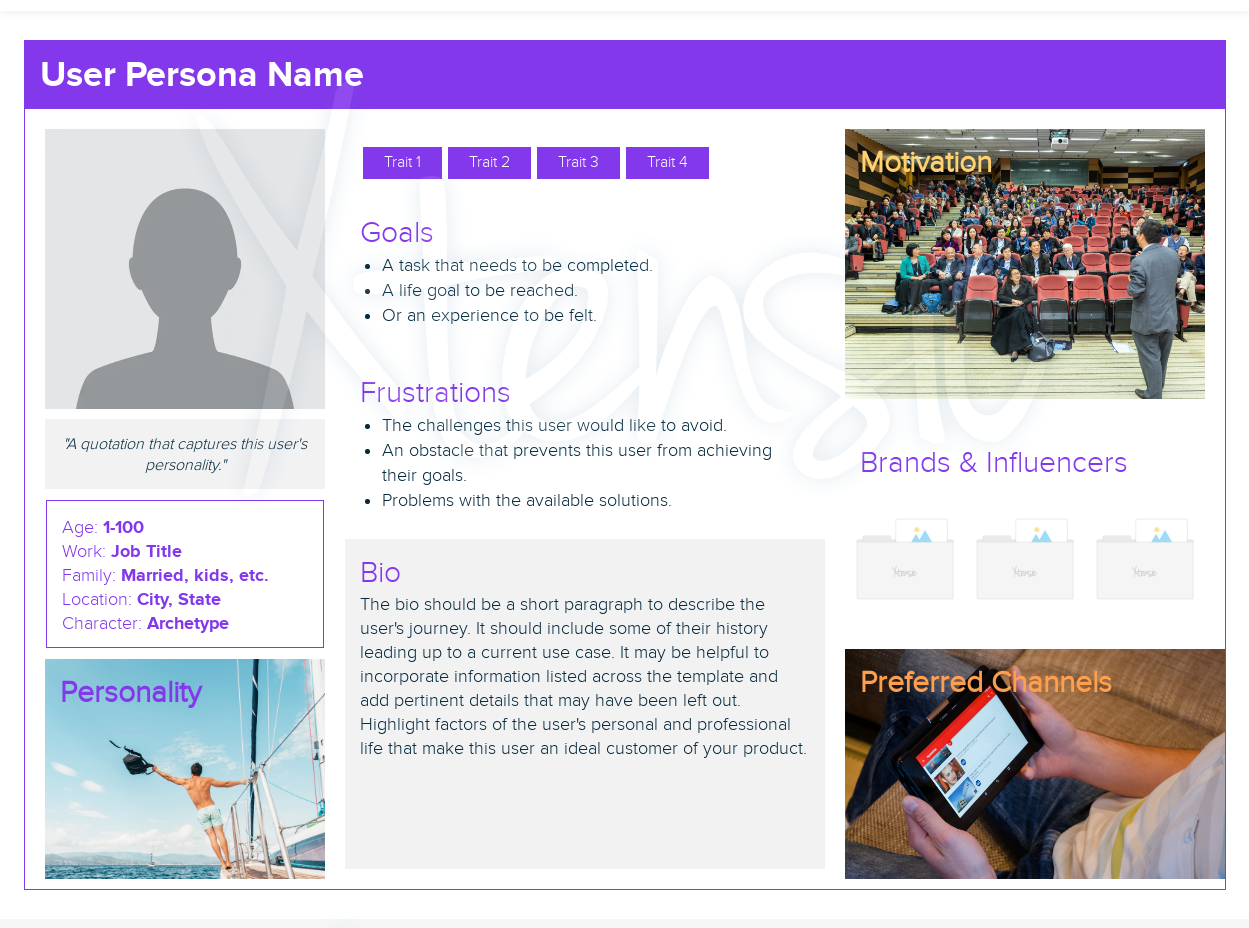 User Persona Name
"A quotation that captures this user's
personality."
Age: 1-100
Work: Job Title
Family: Married, kids, etc.
Location: City, State
Character: Archetype
Personality
Trait 1
Trait 2
Trait 3
Trait 4
Goals
A task that needs to be completed.
A life goal to be reached.
Or an experience to be felt.
Frustrations
The challenges this user would like to avoid.
An obstacle that prevents this user from achieving
their goals.
Problems with the available solutions.
Bio
The bio should be a short paragraph to describe the
user's journey. It should include some of their history
leading up to a current use case. It may be helpful to
incorporate information listed across the template and
add pertinent details that may have been left out.
Highlight factors of the user's personal and professional
life that make this user an ideal customer of your product.
Motivation
Brands & Influencers
Xtensio
Xtensio
Xtensio
Preferred Channels
Xtensio